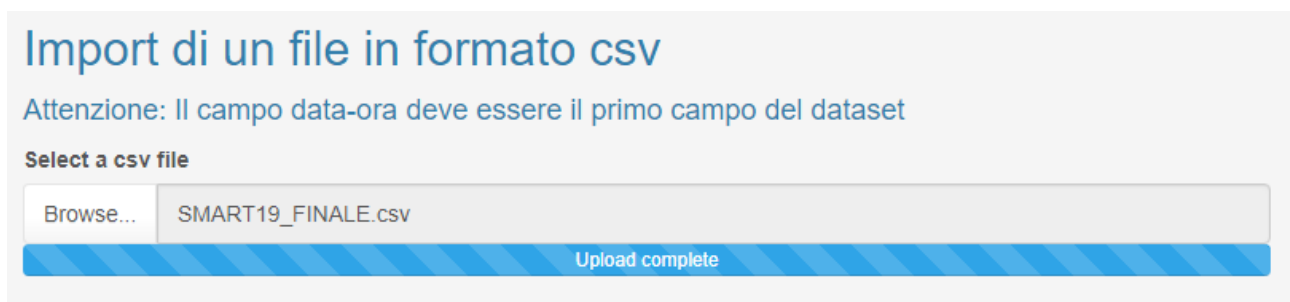 Import di un file in formato csv
Attenzione: Il campo data-ora deve essere il primo campo del dataset
Select a csv file
Browse... SMART19_FINALE.csv
Upload complete